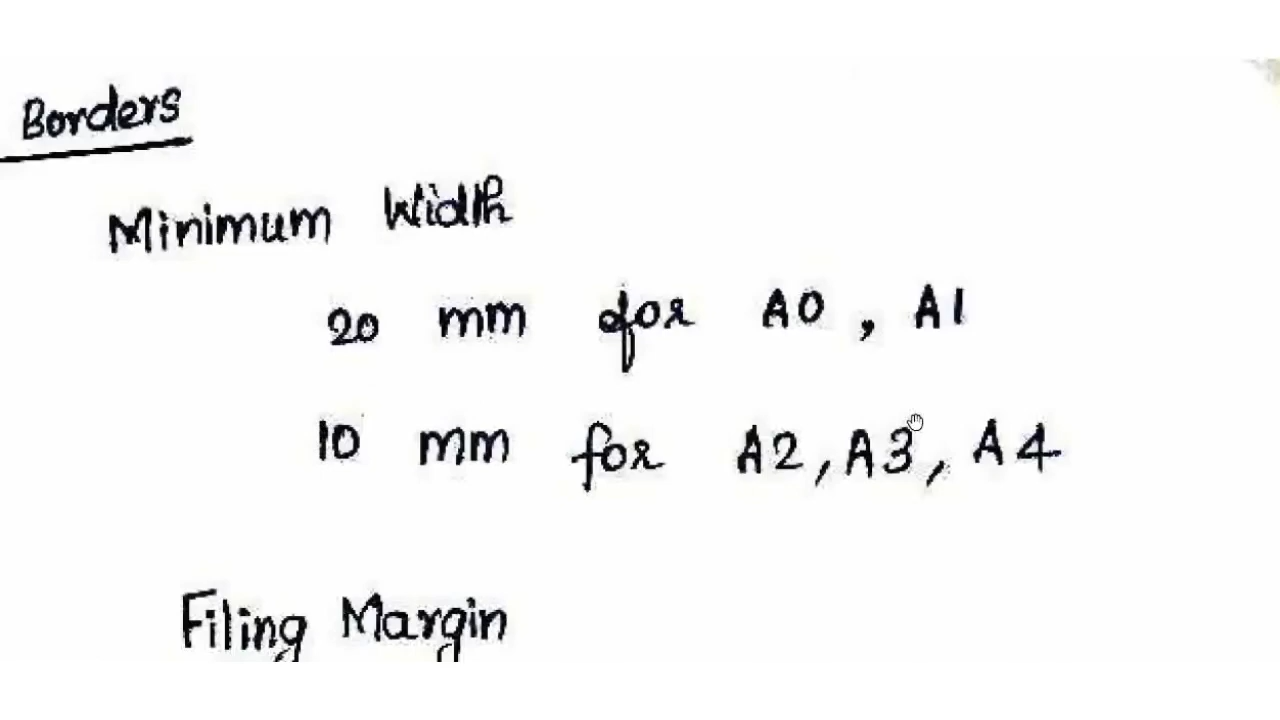 Borders
Minimum Width
20 mm for A0, A1
10 mm for A2, A3, A4
Filing Margin